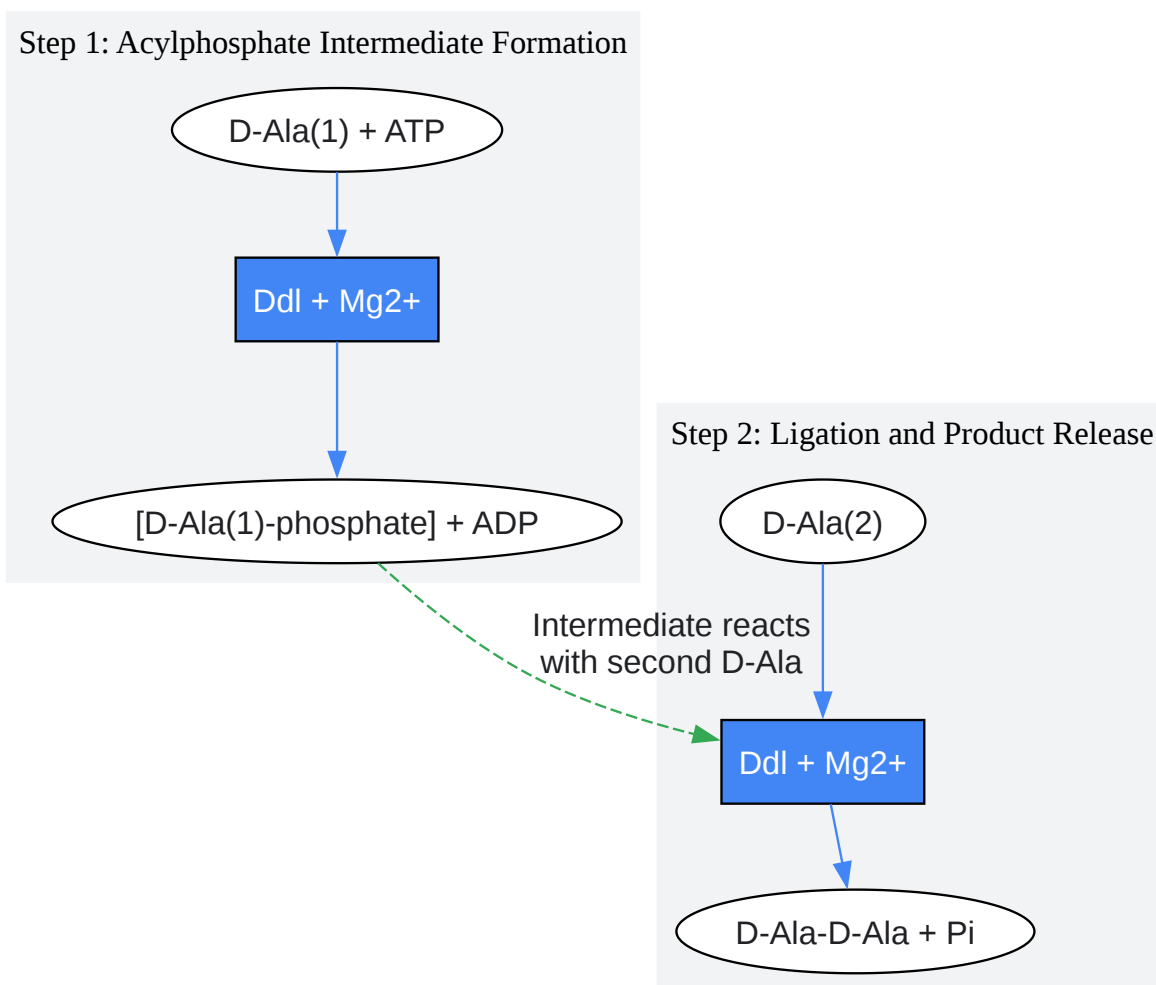 Step 1: Acylphosphate Intermediate Formation
D-Ala(1) + ATP
Ddl + Mg2+
[D-Ala(1)-phosphate] + ADP
Step 2: Ligation and Product Release
D-Ala(2)
Intermediate reacts
with second D-Ala
Ddl + Mg2+
D-Ala-D-Ala + Pi